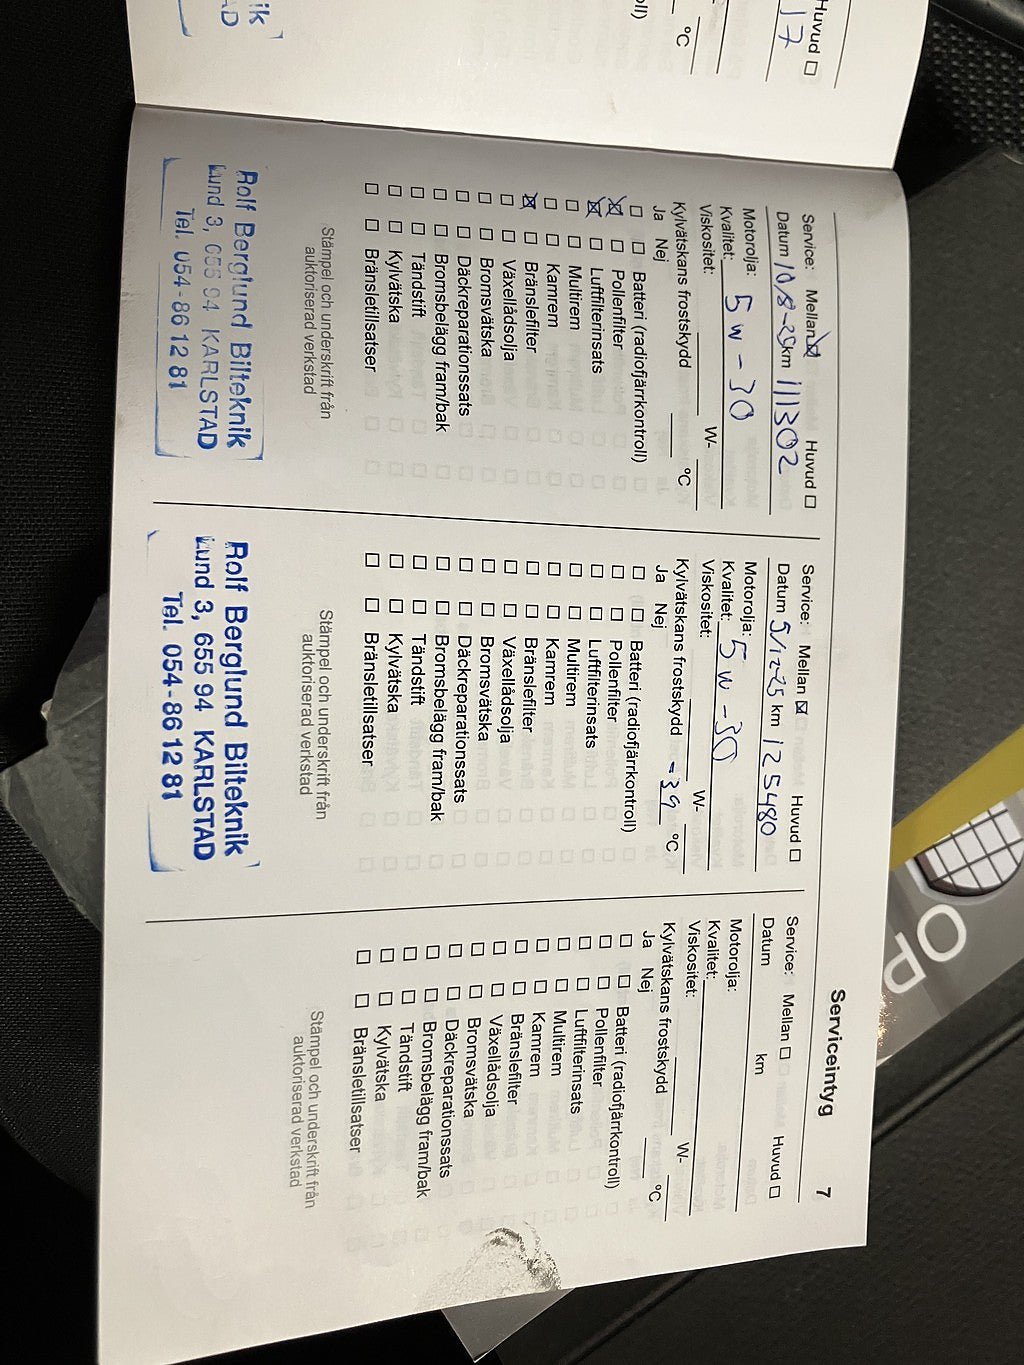 Huvud ☐
17
°C
oll)
ik
AD
Serviceintyg 7
Service: Mellan ☒ Huvud ☐
Datum 10/8-25 km 111302
Motorolja:
Kvalitet: 5w-30
Viskositet: W-
Kylvätskans frostskydd °C
Ja Nej
☐ ☐ Batteri (radiofjärrkontroll)
☒ ☐ Pollenfilter
☒ ☐ Luftfilterinsats
☐ ☐ Multirem
☐ ☐ Kamrem
☒ ☐ Bränslefilter
☐ ☐ Växellådsolja
☐ ☐ Bromsvätska
☐ ☐ Däckreparationssats
☐ ☐ Bromsbelägg fram/bak
☐ ☐ Tändstift
☐ ☐ Kylvätska
☐ ☐ Bränsletillsatser
Stämpel och underskrift från
auktoriserad verkstad
Rolf Berglund Bilteknik
Lund 3, 655 94 KARLSTAD
Tel. 054-86 12 81
Service: Mellan ☒ Huvud ☐
Datum 5/12-25 km 125480
Motorolja:
Kvalitet: 5w-30
Viskositet: W-
Kylvätskans frostskydd -39 °C
Ja Nej
☐ ☐ Batteri (radiofjärrkontroll)
☐ ☐ Pollenfilter
☐ ☐ Luftfilterinsats
☐ ☐ Multirem
☐ ☐ Kamrem
☐ ☐ Bränslefilter
☐ ☐ Växellådsolja
☐ ☐ Bromsvätska
☐ ☐ Däckreparationssats
☐ ☐ Bromsbelägg fram/bak
☐ ☐ Tändstift
☐ ☐ Kylvätska
☐ ☐ Bränsletillsatser
Stämpel och underskrift från
auktoriserad verkstad
Rolf Berglund Bilteknik
Lund 3, 655 94 KARLSTAD
Tel. 054-86 12 81
Service: Mellan ☐ Huvud ☐
Datum km
Motorolja:
Kvalitet:
Viskositet: W-
Kylvätskans frostskydd °C
Ja Nej
☐ ☐ Batteri (radiofjärrkontroll)
☐ ☐ Pollenfilter
☐ ☐ Luftfilterinsats
☐ ☐ Multirem
☐ ☐ Kamrem
☐ ☐ Bränslefilter
☐ ☐ Växellådsolja
☐ ☐ Bromsvätska
☐ ☐ Däckreparationssats
☐ ☐ Bromsbelägg fram/bak
☐ ☐ Tändstift
☐ ☐ Kylvätska
☐ ☐ Bränsletillsatser
Stämpel och underskrift från
auktoriserad verkstad
OP